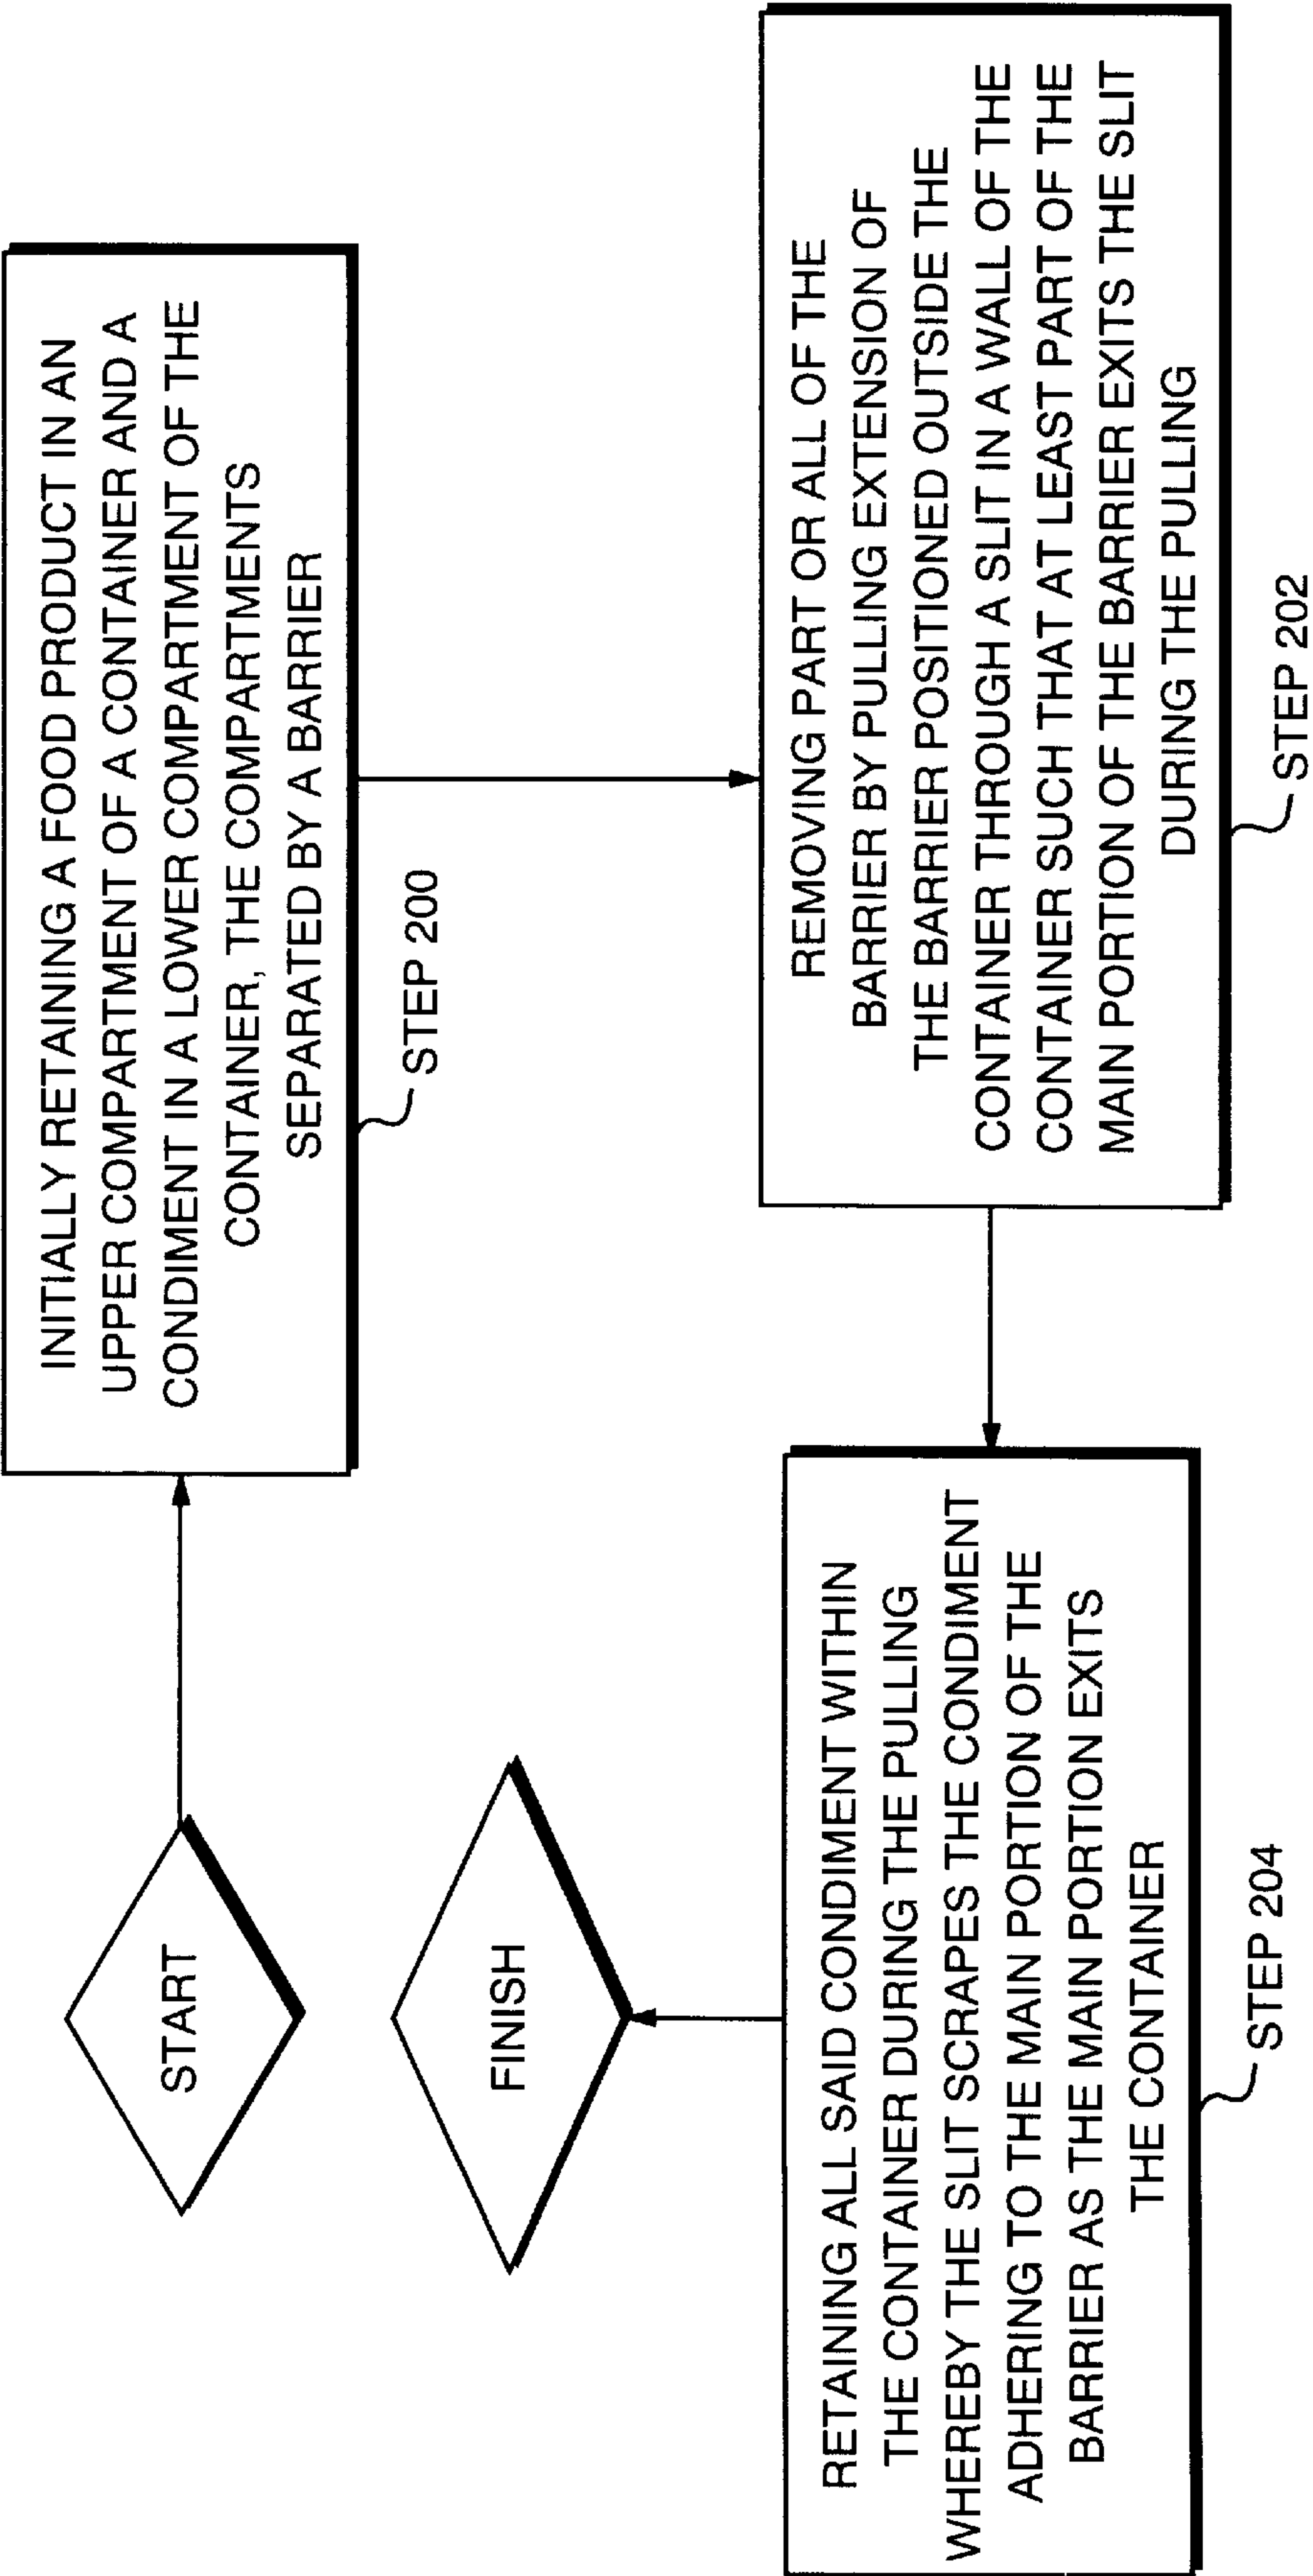 START
INITIALLY RETAINING A FOOD PRODUCT IN AN
UPPER COMPARTMENT OF A CONTAINER AND A
CONDIMENT IN A LOWER COMPARTMENT OF THE
CONTAINER, THE COMPARTMENTS
SEPARATED BY A BARRIER
STEP 200
REMOVING PART OR ALL OF THE
BARRIER BY PULLING EXTENSION OF
THE BARRIER POSITIONED OUTSIDE THE
CONTAINER THROUGH A SLIT IN A WALL OF THE
CONTAINER SUCH THAT AT LEAST PART OF THE
MAIN PORTION OF THE BARRIER EXITS THE SLIT
DURING THE PULLING
STEP 202
RETAINING ALL SAID CONDIMENT WITHIN
THE CONTAINER DURING THE PULLING
WHEREBY THE SLIT SCRAPES THE CONDIMENT
ADHERING TO THE MAIN PORTION OF THE
BARRIER AS THE MAIN PORTION EXITS
THE CONTAINER
STEP 204
FINISH